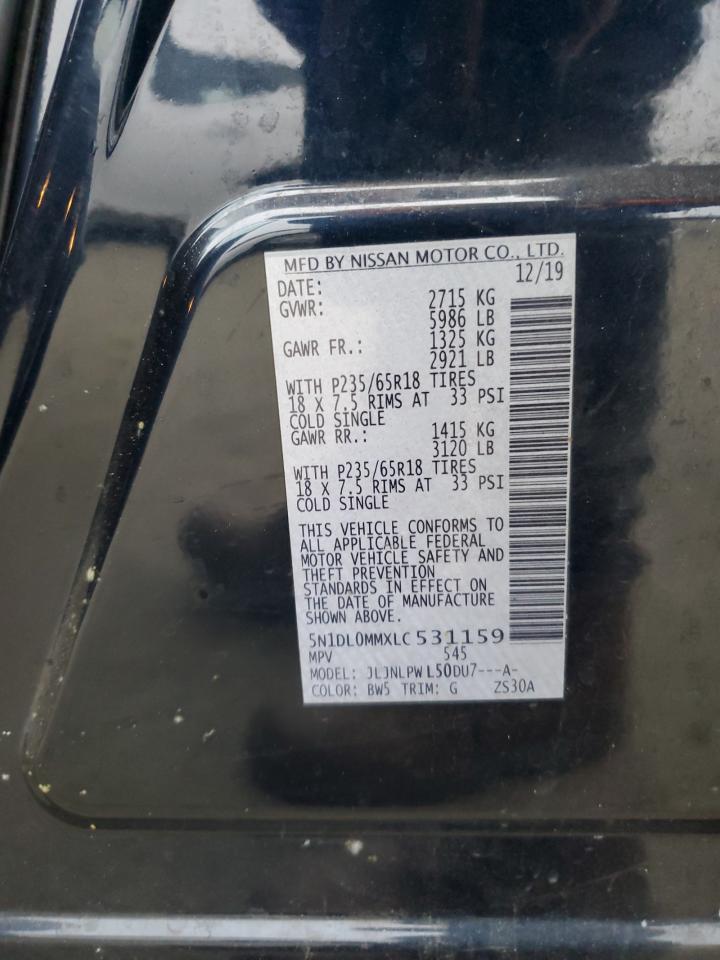 MFD BY NISSAN MOTOR CO., LTD.
DATE: 12/19
GVWR: 2715 KG
5986 LB
GAWR FR.: 1325 KG
2921 LB
WITH P235/65R18 TIRES
18 X 7.5 RIMS AT 33 PSI
COLD SINGLE
GAWR RR.: 1415 KG
3120 LB
WITH P235/65R18 TIRES
18 X 7.5 RIMS AT 33 PSI
COLD SINGLE
THIS VEHICLE CONFORMS TO
ALL APPLICABLE FEDERAL
MOTOR VEHICLE SAFETY AND
THEFT PREVENTION
STANDARDS IN EFFECT ON
THE DATE OF MANUFACTURE
SHOWN ABOVE.
5N1DL0MMXLC531159
MPV 545
MODEL: JLJNLPWL50DU7---A-
COLOR: BW5 TRIM: G ZS30A